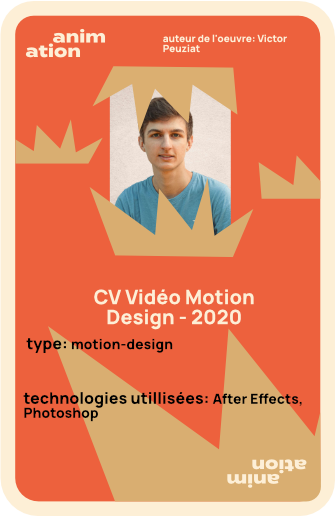 anim
ation
auteur de l'oeuvre: Victor
Peuziat
CV Vidéo Motion
Design - 2020
type: motion-design
technologies utillisées: After Effects,
Photoshop
anim
ation